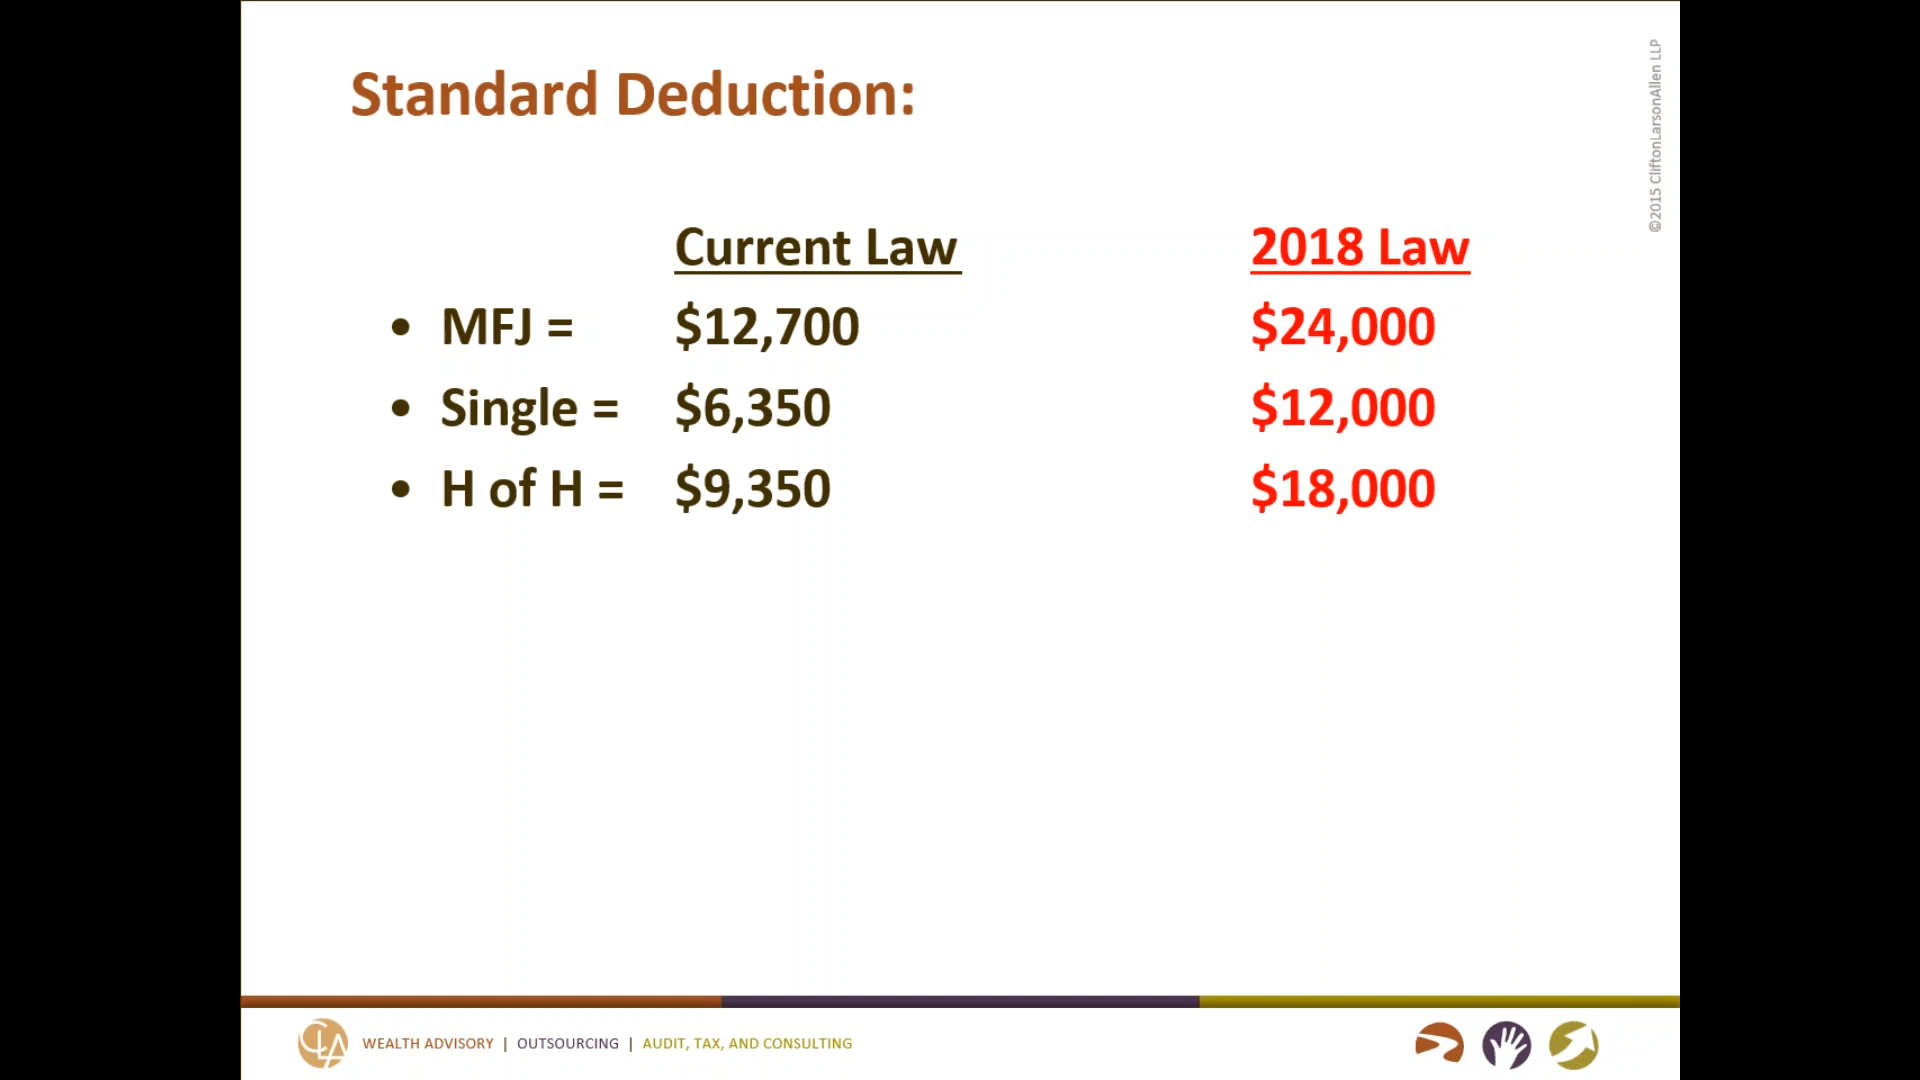 Standard Deduction:
Current Law 2018 Law
• MFJ = $12,700 $24,000
• Single = $6,350 $12,000
• H of H = $9,350 $18,000
©2015 CliftonLarsonAllen LLP
CLA
WEALTH ADVISORY | OUTSOURCING | AUDIT, TAX, AND CONSULTING